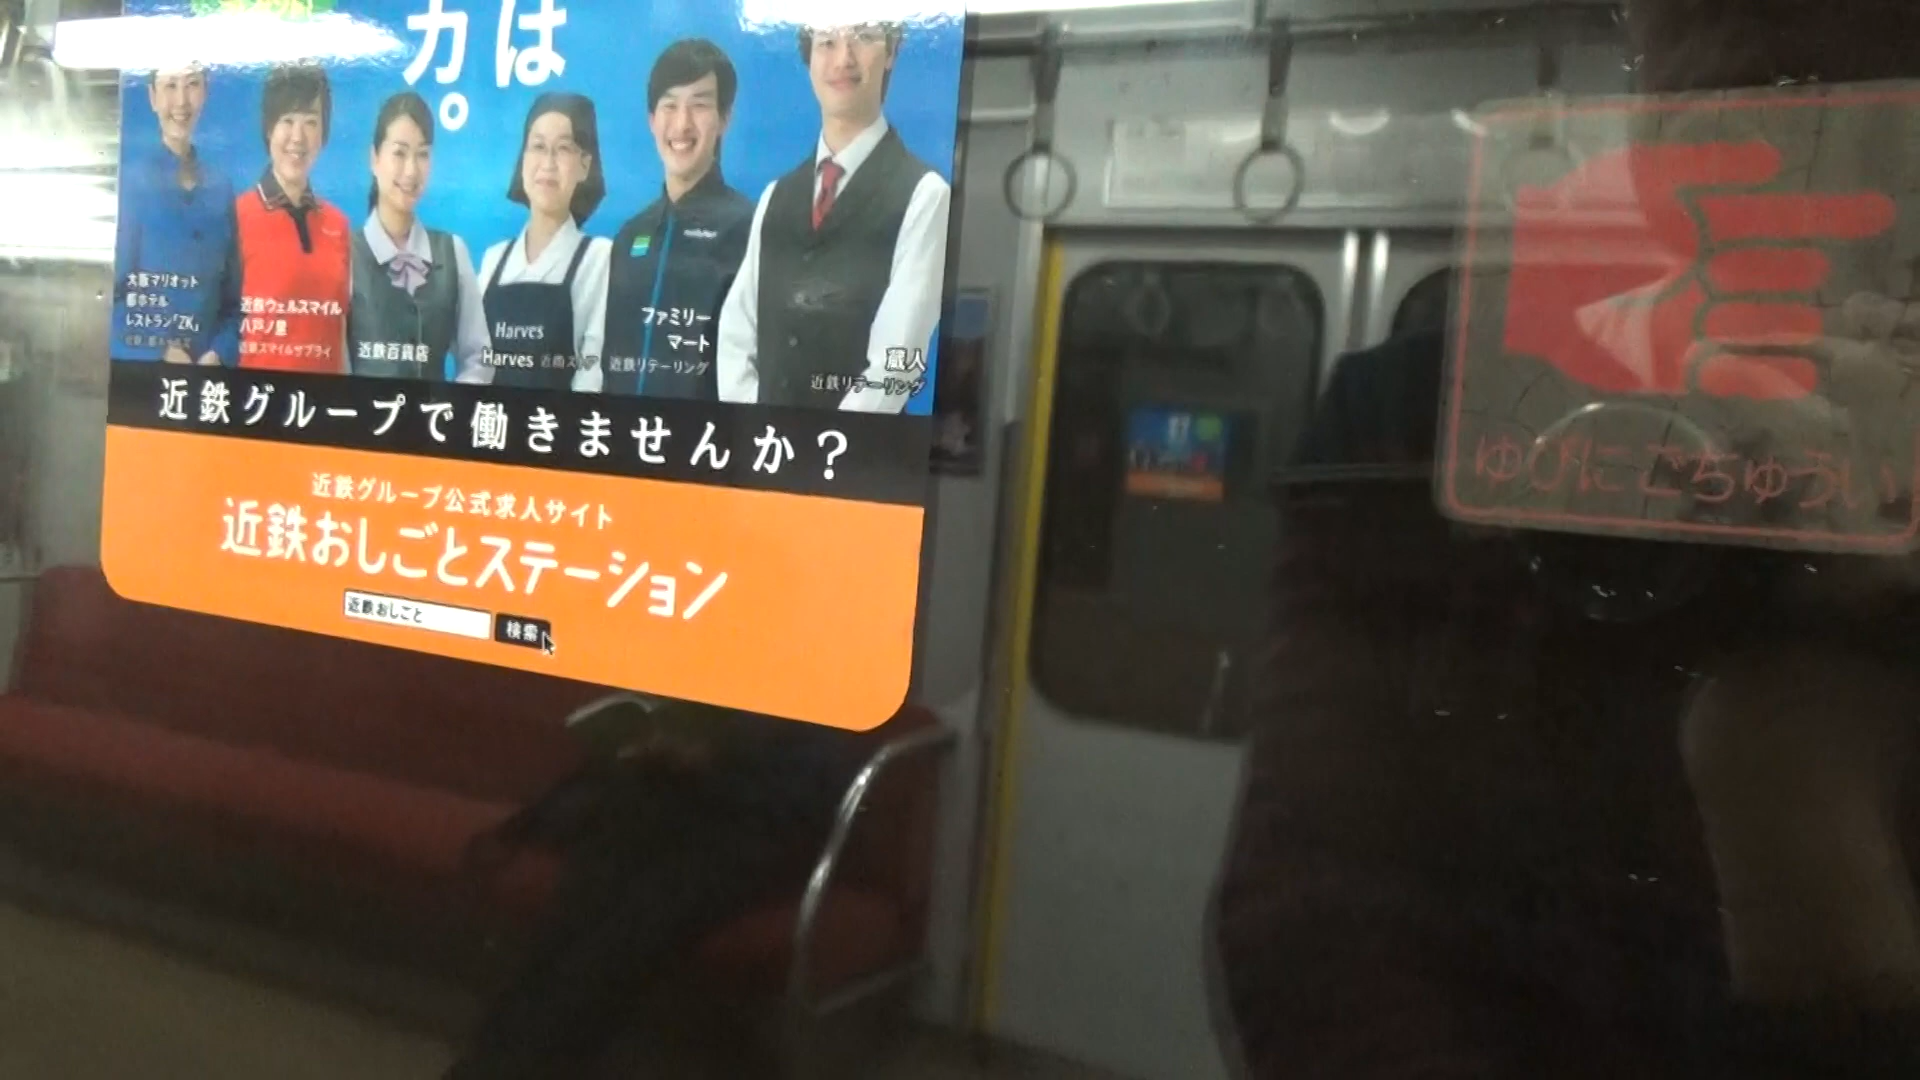 は
力。
大阪マリオット
都ホテル
レストラン「ZK」
近鉄ウェルスマイル
八戸ノ里
近鉄スマイルサプライ
近鉄百貨店
Harves
Harves
ファミリー
マート
近鉄リテーリング
蔵人
近鉄リテーリング
近鉄グループで働きませんか？
近鉄グループ公式求人サイト
近鉄おしごとステーション
近鉄おしごと 検索
ゆびにごちゅうい